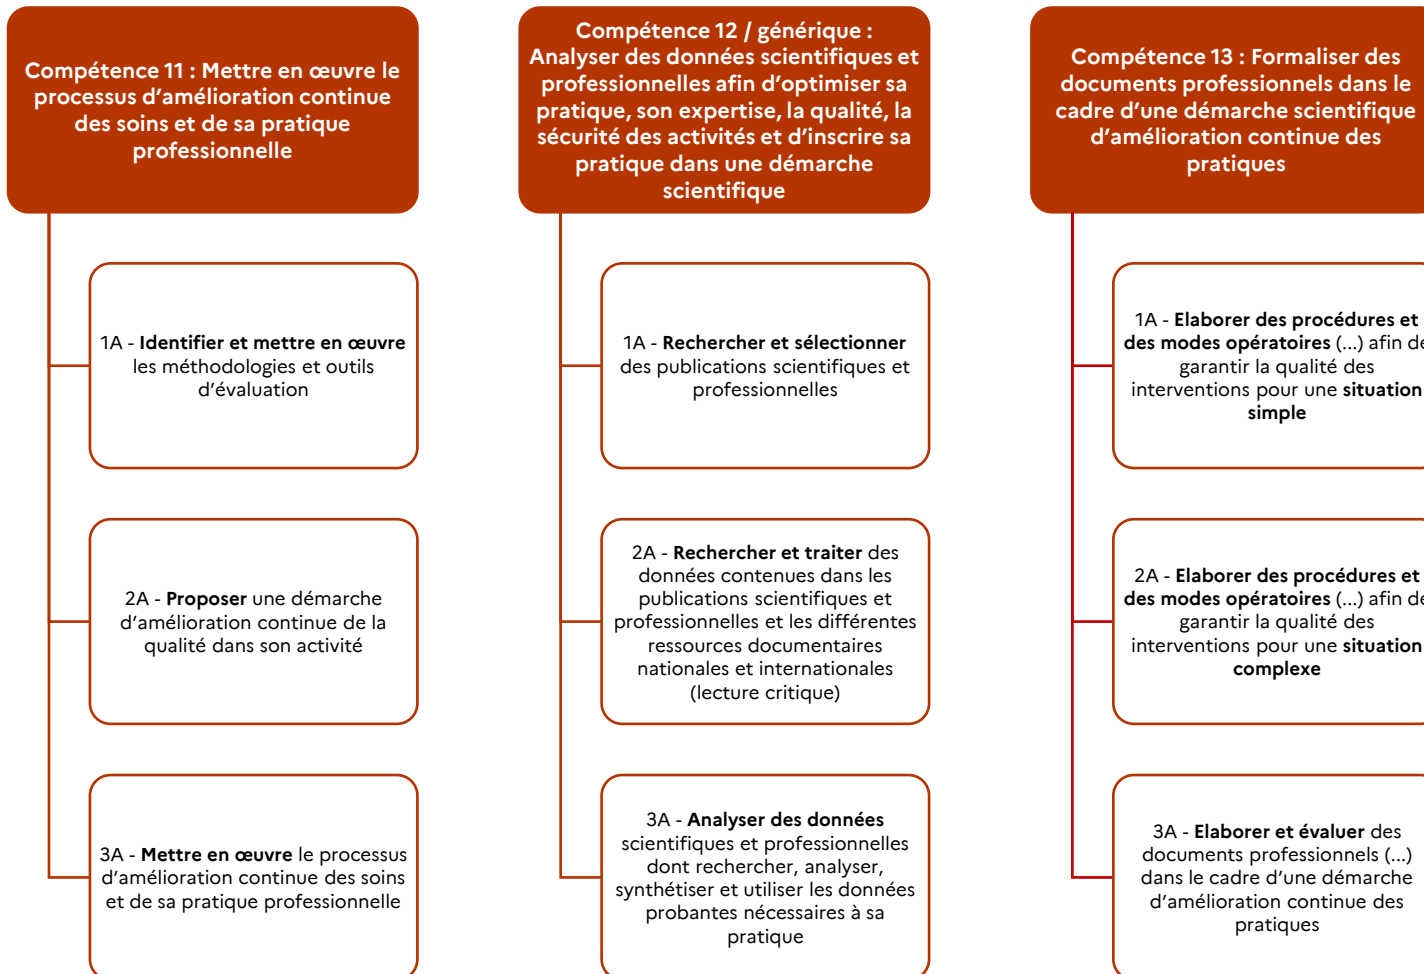 Compétence 11 : Mettre en œuvre le
processus d’amélioration continue
des soins et de sa pratique
professionnelle
1A - Identifier et mettre en œuvre
les méthodologies et outils
d’évaluation
2A - Proposer une démarche
d’amélioration continue de la
qualité dans son activité
3A - Mettre en œuvre le processus
d’amélioration continue des soins
et de sa pratique professionnelle
Compétence 12 / générique :
Analyser des données scientifiques et
professionnelles afin d’optimiser sa
pratique, son expertise, la qualité, la
sécurité des activités et d’inscrire sa
pratique dans une démarche
scientifique
1A - Rechercher et sélectionner
des publications scientifiques et
professionnelles
2A - Rechercher et traiter des
données contenues dans les
publications scientifiques et
professionnelles et les différentes
ressources documentaires
nationales et internationales
(lecture critique)
3A - Analyser des données
scientifiques et professionnelles
dont rechercher, analyser,
synthétiser et utiliser les données
probantes nécessaires à sa
pratique
Compétence 13 : Formaliser des
documents professionnels dans le
cadre d’une démarche scientifique
d’amélioration continue des
pratiques
1A - Elaborer des procédures et
des modes opératoires (...) afin de
garantir la qualité des
interventions pour une situation
simple
2A - Elaborer des procédures et
des modes opératoires (...) afin de
garantir la qualité des
interventions pour une situation
complexe
3A - Elaborer et évaluer des
documents professionnels (...)
dans le cadre d’une démarche
d’amélioration continue des
pratiques